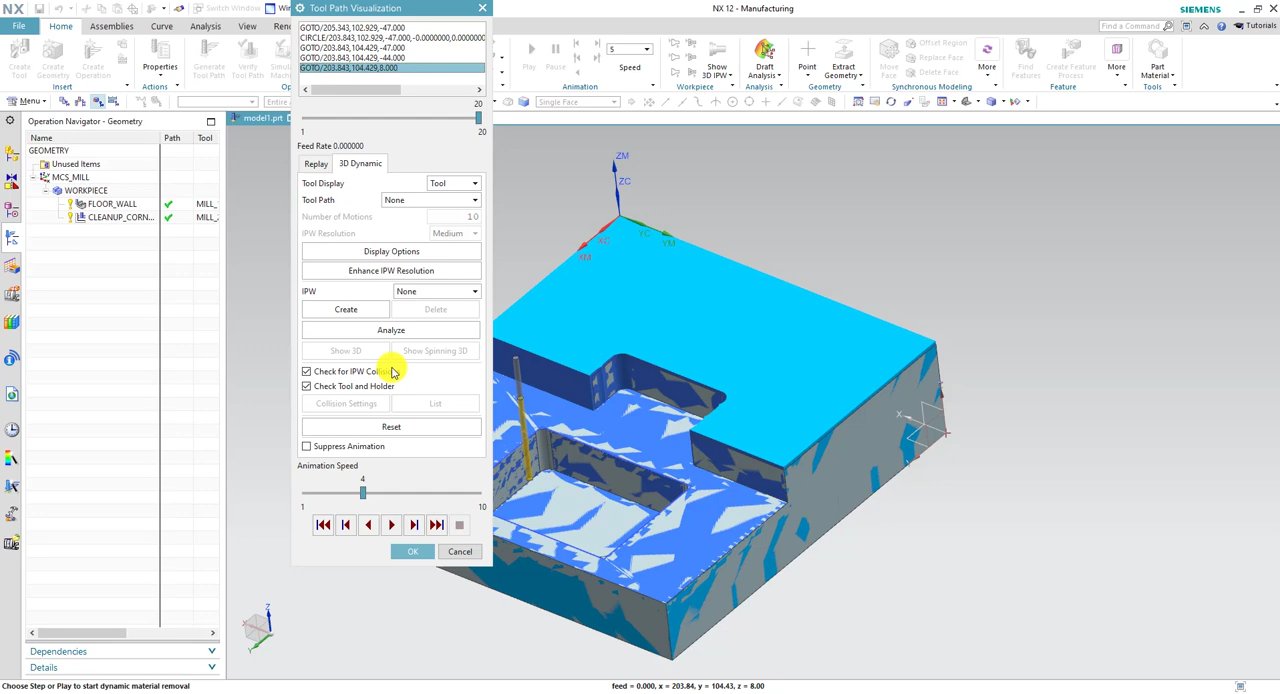 NX
Switch Window
Wind
Tool Path Visualization
NX 12 - Manufacturing
SIEMENS
File
Home
Assemblies
Curve
Analysis
View
Find a Command
Tutorials
Create Tool
Create Geometry
Create Operation
Properties
Generate Tool Path
Verify Tool Path
Play
Pause
5
Speed
Show 3D IPW
Draft Analysis
Point
Extract Geometry
More
Move Face
Offset Region
Replace Face
Delete Face
More
Find Features
Create Feature Process
More
Part Material
Insert
Actions
Animation
Workpiece
Analysis
Geometry
Synchronous Modeling
Feature
Tools
Menu
Single Face
GOTO/205.343,102.929,-47.000
CIRCLE/203.843,102.929,-47.000,-0.0000000,0.0000
GOTO/203.843,104.429,-47.000
GOTO/203.843,104.429,-44.000
GOTO/203.843,104.429,8.000
20
1
20
Feed Rate 0.000000
Replay
3D Dynamic
Tool Display
Tool
Tool Path
None
Number of Motions
10
IPW Resolution
Medium
Display Options
Enhance IPW Resolution
IPW
None
Create
Delete
Analyze
Show 3D
Show Spinning 3D
Check for IPW Collisi
Check Tool and Holder
Collision Settings
List
Reset
Suppress Animation
Animation Speed
4
1
10
OK
Cancel
Operation Navigator - Geometry
Name
Path
Tool
GEOMETRY
Unused Items
MCS_MILL
WORKPIECE
FLOOR_WALL
MILL_
CLEANUP_CORN...
MILL_
Dependencies
Details
model1.prt
ZM
ZC
XC
YC
YM
XM
X
Z
X
Y
Choose Step or Play to start dynamic material removal
feed = 0.000, x = 203.84, y = 104.43, z = 8.00